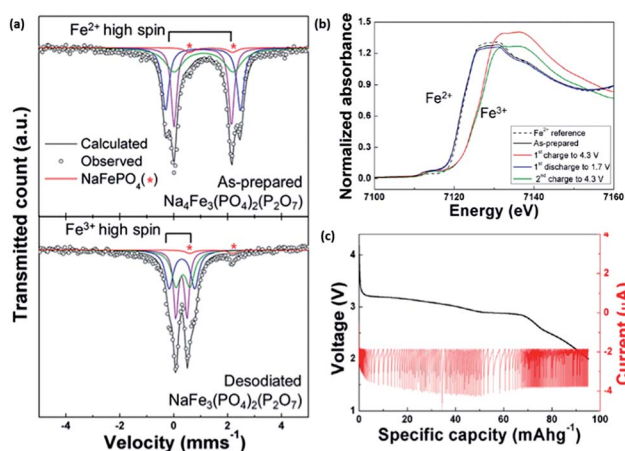 (a)
Fe²⁺ high spin
*
*
Calculated
Observed
NaFePO₄(*)
As-prepared
Na₄Fe₃(PO₄)₂(P₂O₇)
Fe³⁺ high spin
*
*
Desodiated
NaFe₃(PO₄)₂(P₂O₇)
Transmitted count (a.u.)
-4 -2 0 2 4
Velocity (mms⁻¹)
(b)
Normalized absorbance
1.5
1.2
0.9
0.6
0.3
0.0
Fe²⁺
Fe³⁺
Fe²⁺ reference
As-prepared
1ˢᵗ charge to 4.3 V
1ˢᵗ discharge to 1.7 V
2ⁿᵈ charge to 4.3 V
7100 7120 7140 7160
Energy (eV)
(c)
Voltage (V)
4
3
2
1
4
2
0
-2
-4
Current (μA)
0 20 40 60 80 100
Specific capcity (mAhg⁻¹)